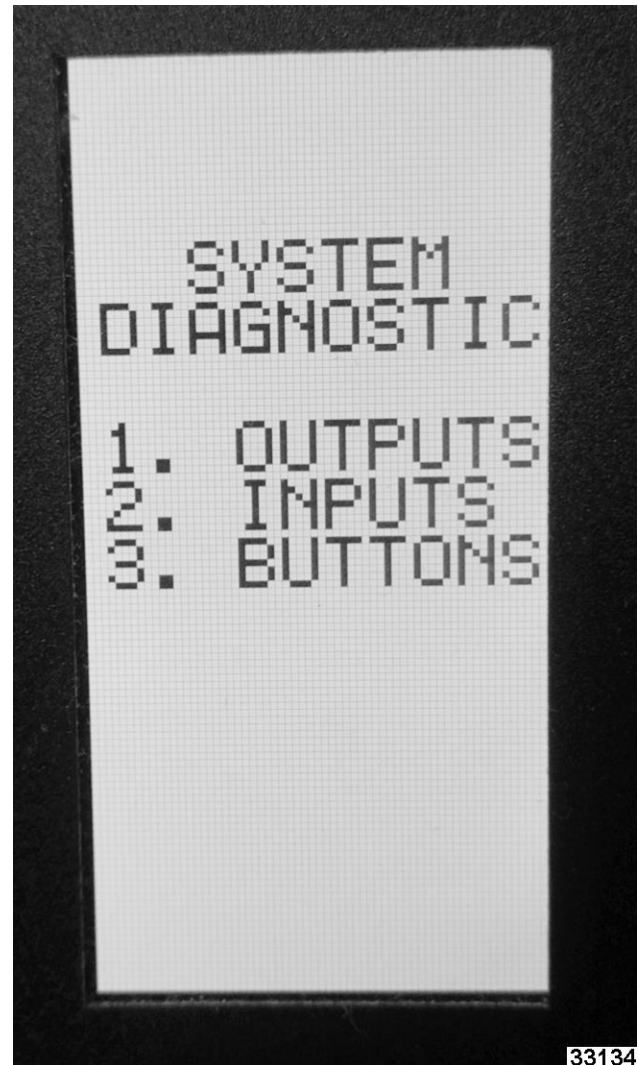 SYSTEM
DIAGNOSTIC
1. OUTPUTS
2. INPUTS
3. BUTTONS
33134